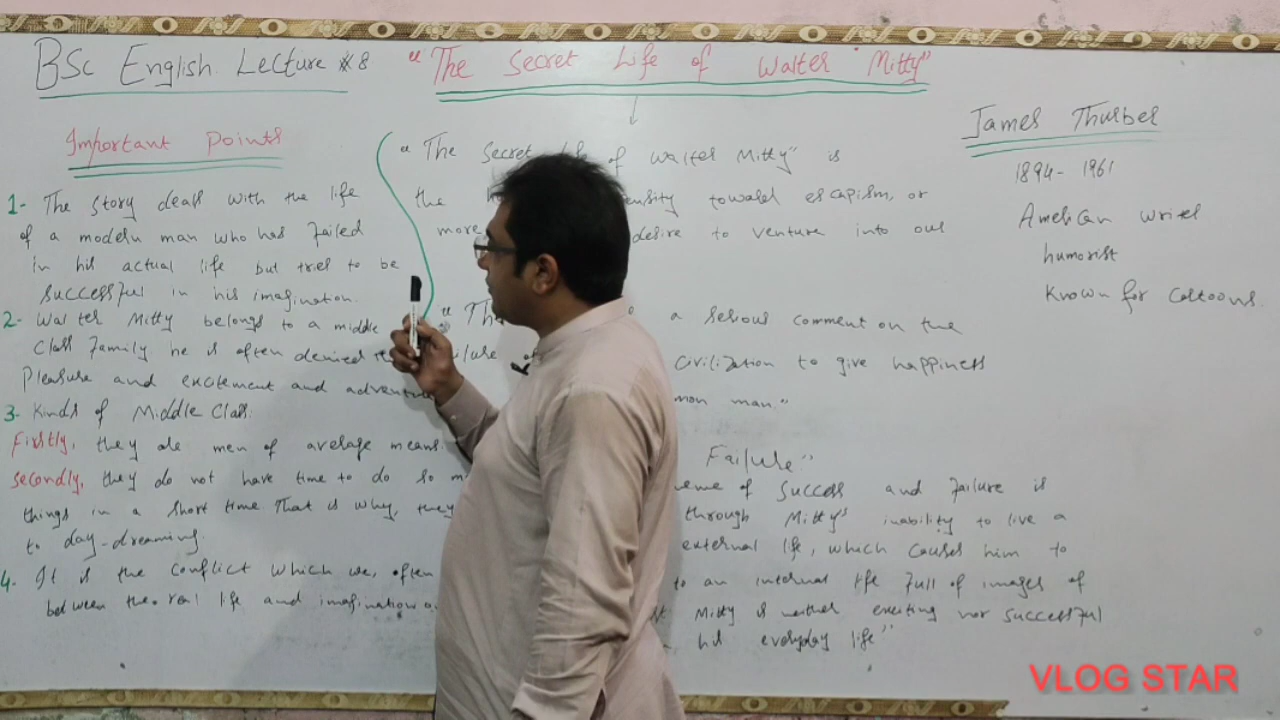 BSc English Lecture # 8
"The Secret Life of Walter Mitty"
Important Points
1- The story deals with the life
of a modern man who has failed
in his actual life but tries to be
successful in his imagination.
2- Walter Mitty belongs to a middle
class family he is often denied
Pleasure and excitement and
3- Kinds of Middle Class.
Firstly, they are men of average means.
secondly, they do not have time to do so
things in a short time That is why, they
to day-dreaming.
4. It is the conflict which we, often
between the real life and imagination
"The Secret of Walter Mitty" is
the toward escapism, or
more desire to venture into our
a serious comment on the
civilization to give happiness
man."
Failure"
of success and failure is
through Mitty's inability to live a
external life, which causes him to
to an internal life full of images of
Mitty is neither exciting nor successful
his everyday life"
James Thurber
1894-1961
American writer
humorist
Known for Cartoons.
VLOG STAR